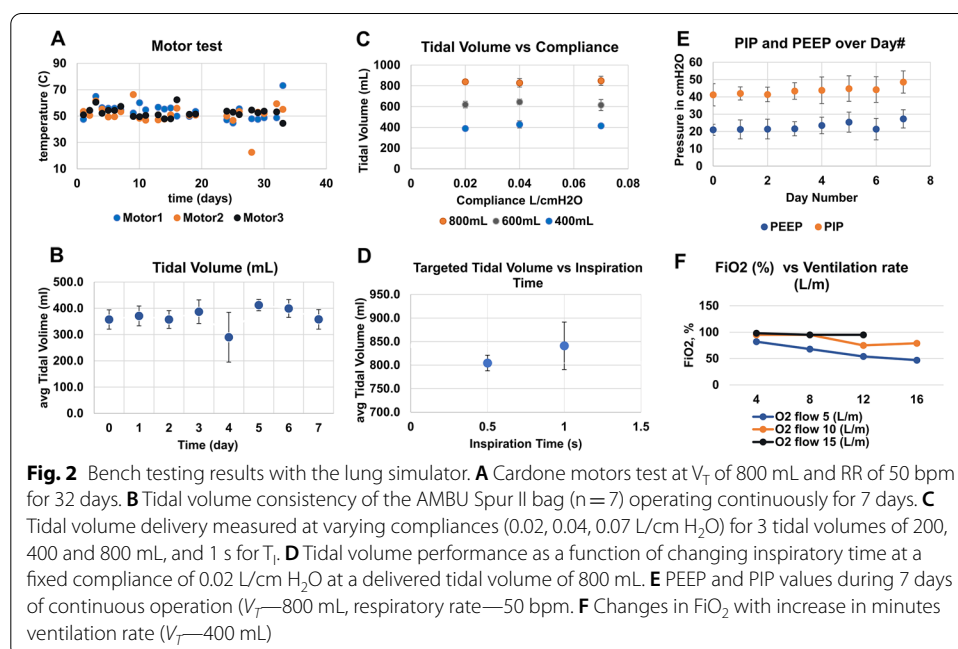 A
Motor test
temperature (C)
90
70
50
30
10
0 10 20 30 40
time (days)
Motor1 Motor2 Motor3
C
Tidal Volume vs Compliance
Tidal Volume (mL)
1000
800
600
400
200
0
0.00 0.02 0.04 0.06 0.08
Compliance L/cmH2O
800mL 600mL 400mL
E
PIP and PEEP over Day#
Pressure in cmH2O
60
50
40
30
20
10
0
0 2 4 6 8
Day Number
PEEP PIP
B
Tidal Volume (mL)
avg Tidal Volime (ml)
500.0
400.0
300.0
200.0
100.0
0.0
0 1 2 3 4 5 6 7
Time (day)
D
Targeted Tidal Volume vs Inspiration
Time
avg Tidal Volume (ml)
950.0
900.0
850.0
800.0
750.0
700.0
0 0.5 1 1.5
Inspiration Time (s)
F
FiO2 (%) vs Ventilation rate
(L/m)
FiO2, %
150
100
50
0
4 8 12 16
O2 flow 5 (L/m)
O2 flow 10 (L/m)
O2 flow 15 (L/m)
Fig. 2 Bench testing results with the lung simulator. A Cardone motors test at VT of 800 mL and RR of 50 bpm
for 32 days. B Tidal volume consistency of the AMBU Spur II bag (n = 7) operating continuously for 7 days. C
Tidal volume delivery measured at varying compliances (0.02, 0.04, 0.07 L/cm H2O) for 3 tidal volumes of 200,
400 and 800 mL, and 1 s for TI. D Tidal volume performance as a function of changing inspiratory time at a
fixed compliance of 0.02 L/cm H2O at a delivered tidal volume of 800 mL. E PEEP and PIP values during 7 days
of continuous operation (VT—800 mL, respiratory rate—50 bpm. F Changes in FiO2 with increase in minutes
ventilation rate (VT—400 mL)